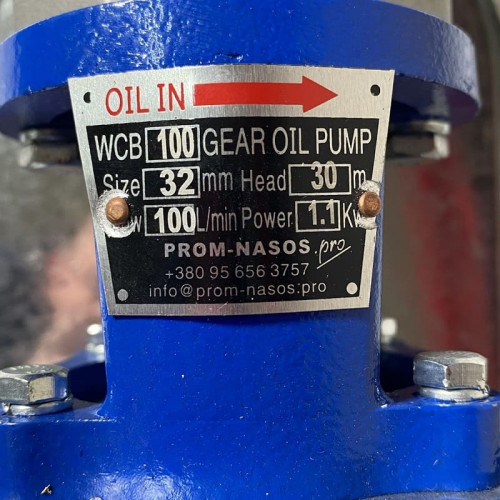 OIL IN
WCB 100 GEAR OIL PUMP
Size 32 mm Head 30 m
100 L/min Power 1.1 Kw
PROM-NASOS.pro
+380 95 656 3757
info@prom-nasos.pro